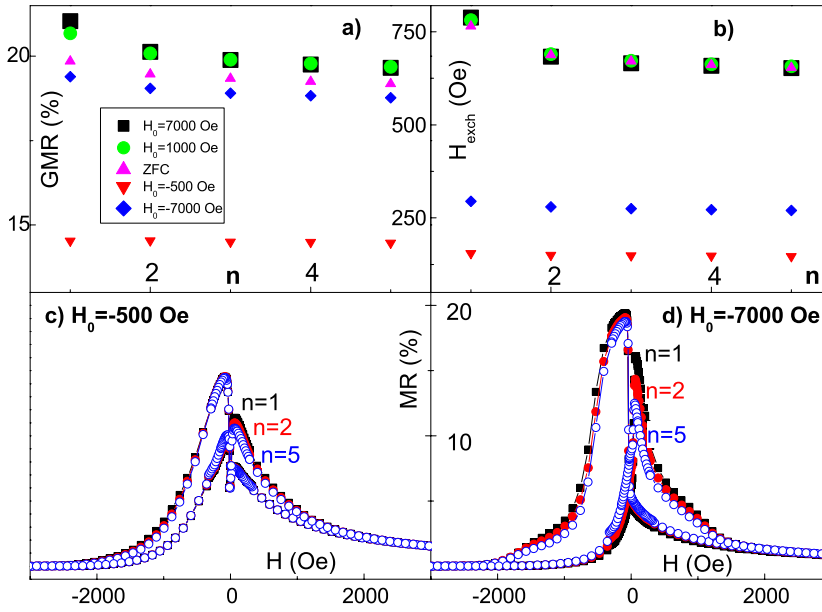 a)
20
15
GMR (%)
H₀=7000 Oe
H₀=1000 Oe
ZFC
H₀=-500 Oe
H₀=-7000 Oe
2 n 4
b)
750
500
250
H_exch (Oe)
2 4 n
c) H₀=-500 Oe
n=1
n=2
n=5
H (Oe)
-2000 0 2000
d) H₀=-7000 Oe
20
10
MR (%)
n=1
n=2
n=5
H (Oe)
-2000 0 2000